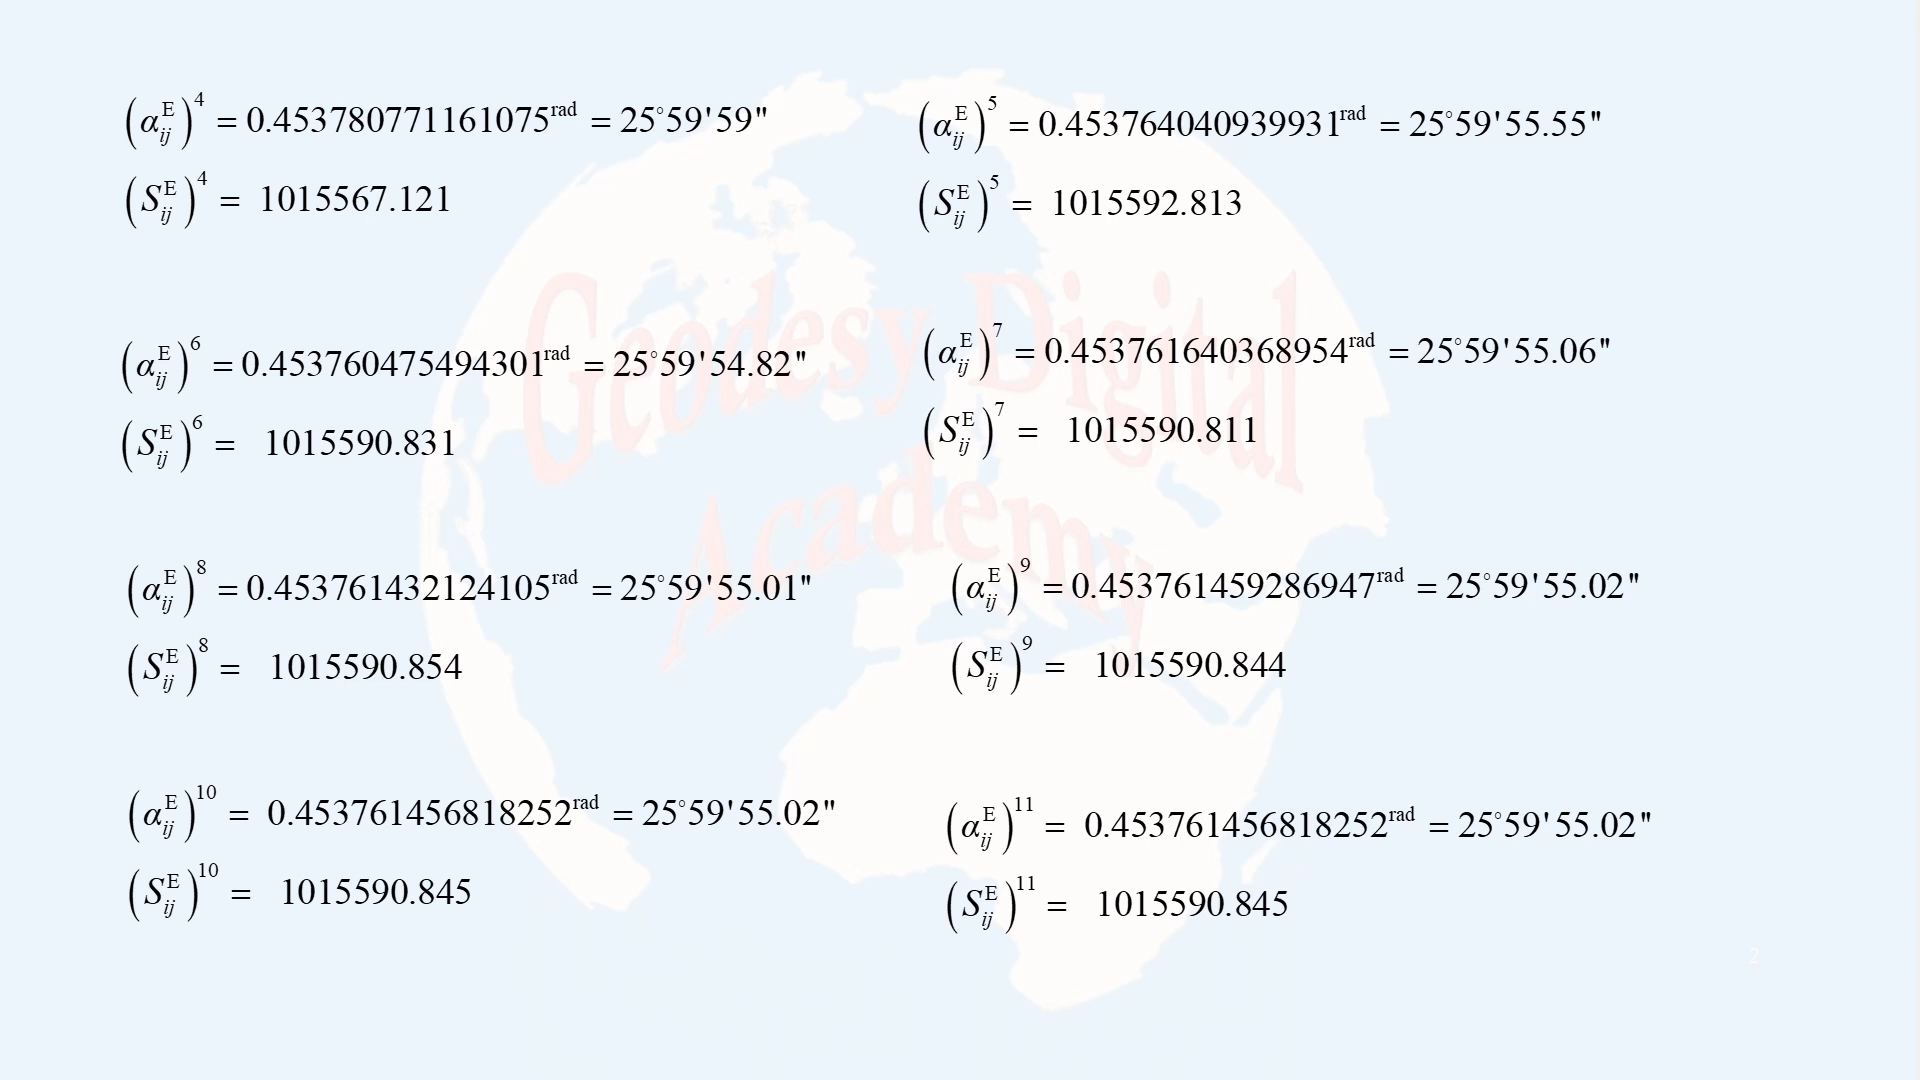 (α_ij^E)^4 = 0.453780771161075^rad = 25°59'59"
(S_ij^E)^4 = 1015567.121
(α_ij^E)^5 = 0.453764040939931^rad = 25°59'55.55"
(S_ij^E)^5 = 1015592.813
(α_ij^E)^6 = 0.453760475494301^rad = 25°59'54.82"
(S_ij^E)^6 = 1015590.831
(α_ij^E)^7 = 0.453761640368954^rad = 25°59'55.06"
(S_ij^E)^7 = 1015590.811
(α_ij^E)^8 = 0.453761432124105^rad = 25°59'55.01"
(S_ij^E)^8 = 1015590.854
(α_ij^E)^9 = 0.453761459286947^rad = 25°59'55.02"
(S_ij^E)^9 = 1015590.844
(α_ij^E)^10 = 0.453761456818252^rad = 25°59'55.02"
(S_ij^E)^10 = 1015590.845
(α_ij^E)^11 = 0.453761456818252^rad = 25°59'55.02"
(S_ij^E)^11 = 1015590.845
Geodesy Digital
Academy
2